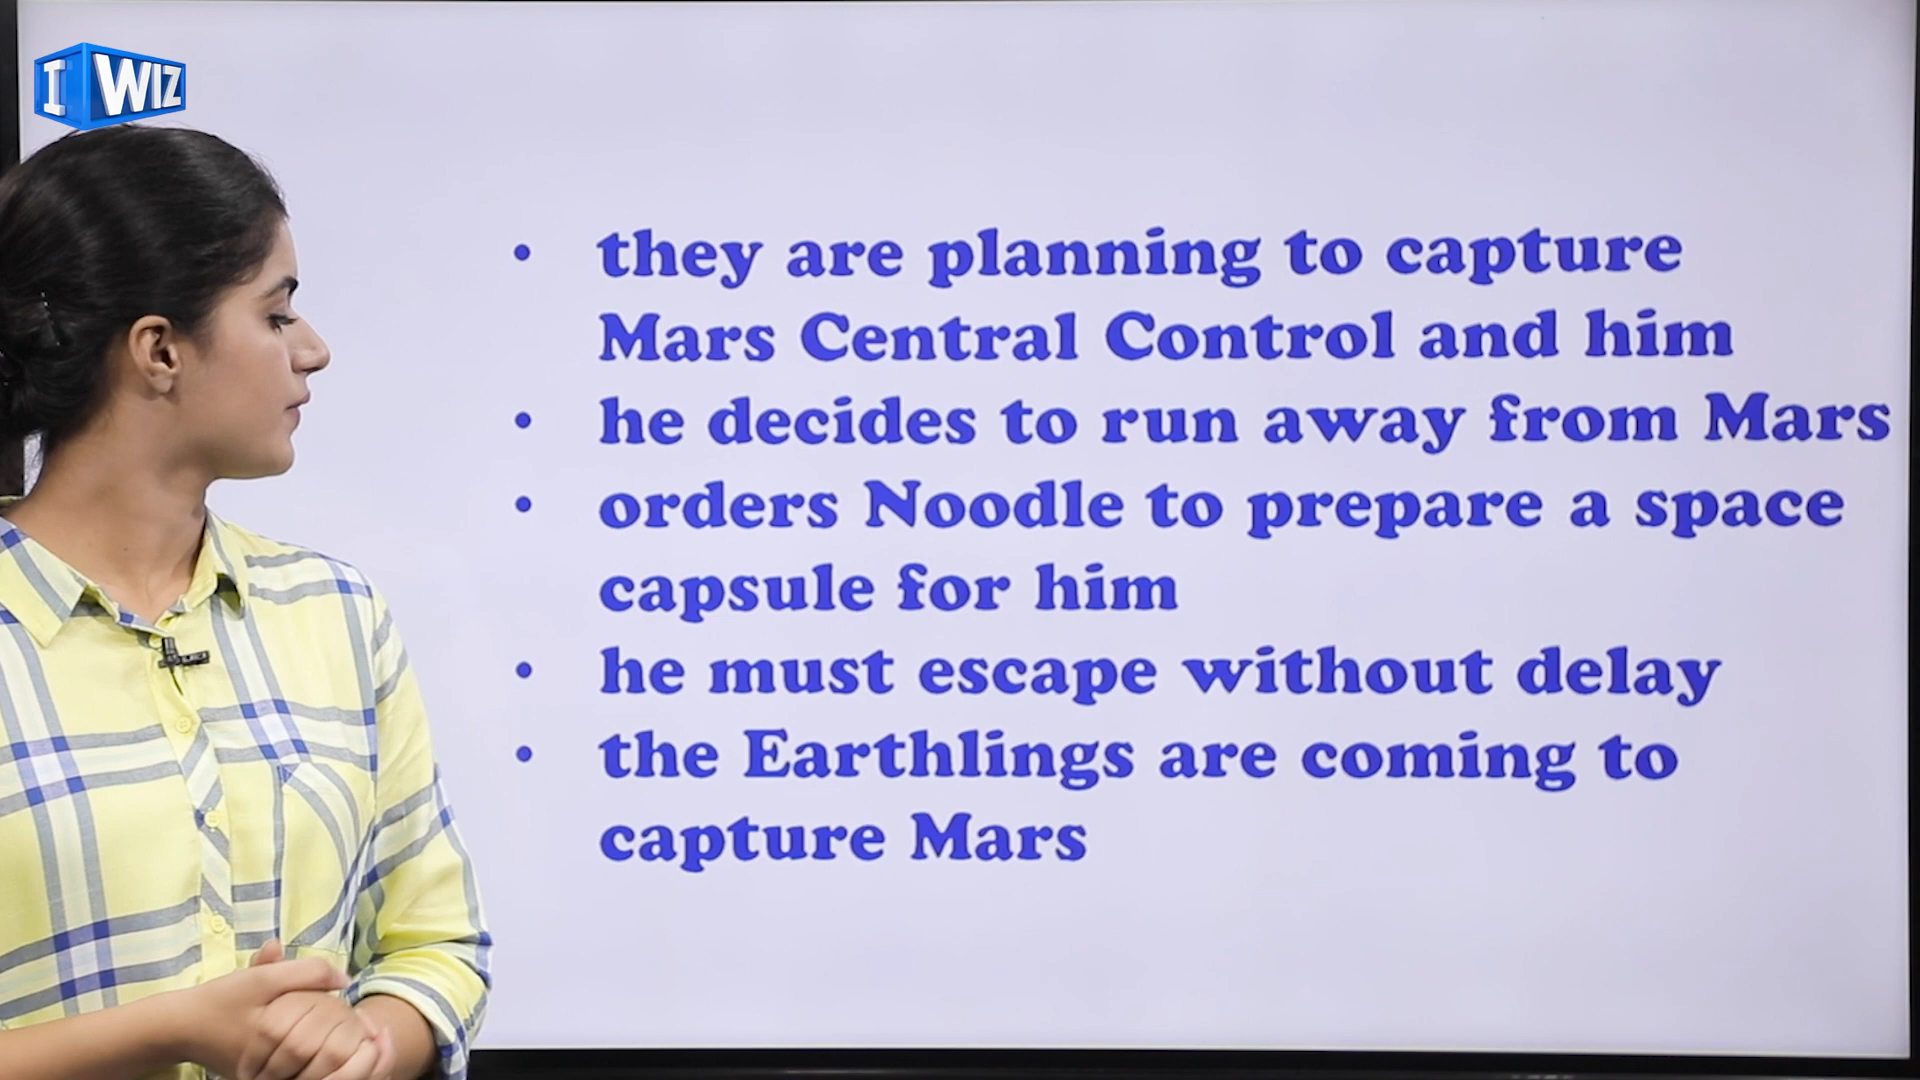 I WIZ
• they are planning to capture
Mars Central Control and him
• he decides to run away from Mars
• orders Noodle to prepare a space
capsule for him
• he must escape without delay
• the Earthlings are coming to
capture Mars